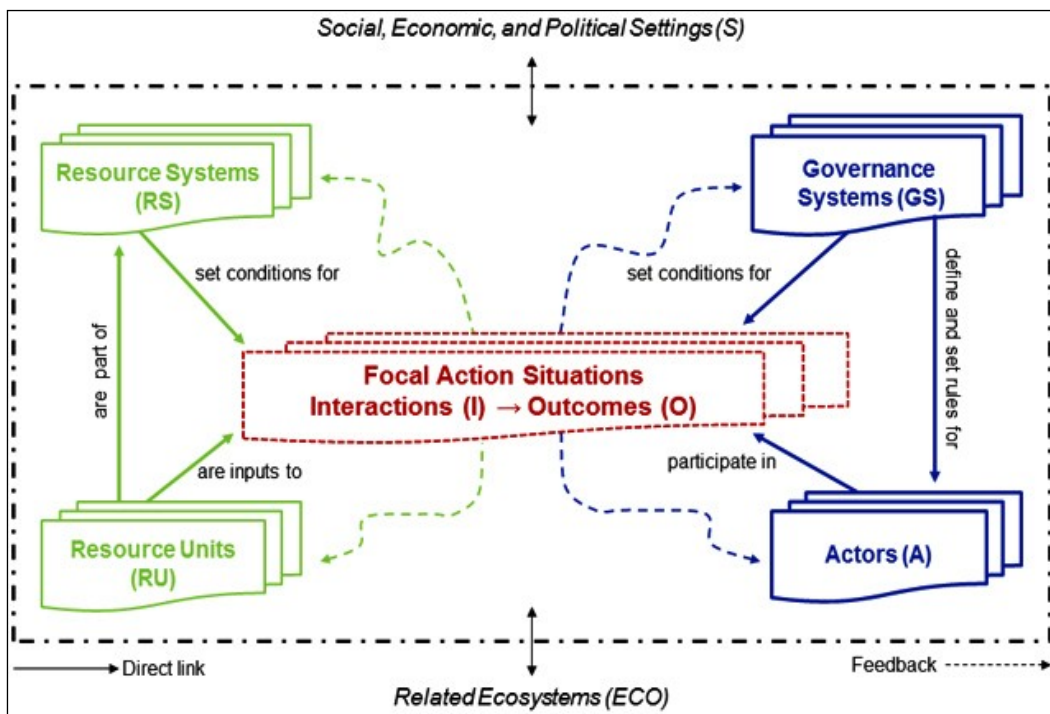 Social, Economic, and Political Settings (S)
Resource Systems
(RS)
Governance
Systems (GS)
set conditions for
set conditions for
are part of
define and set rules for
Focal Action Situations
Interactions (I) → Outcomes (O)
are inputs to
participate in
Resource Units
(RU)
Actors (A)
Direct link
Feedback
Related Ecosystems (ECO)